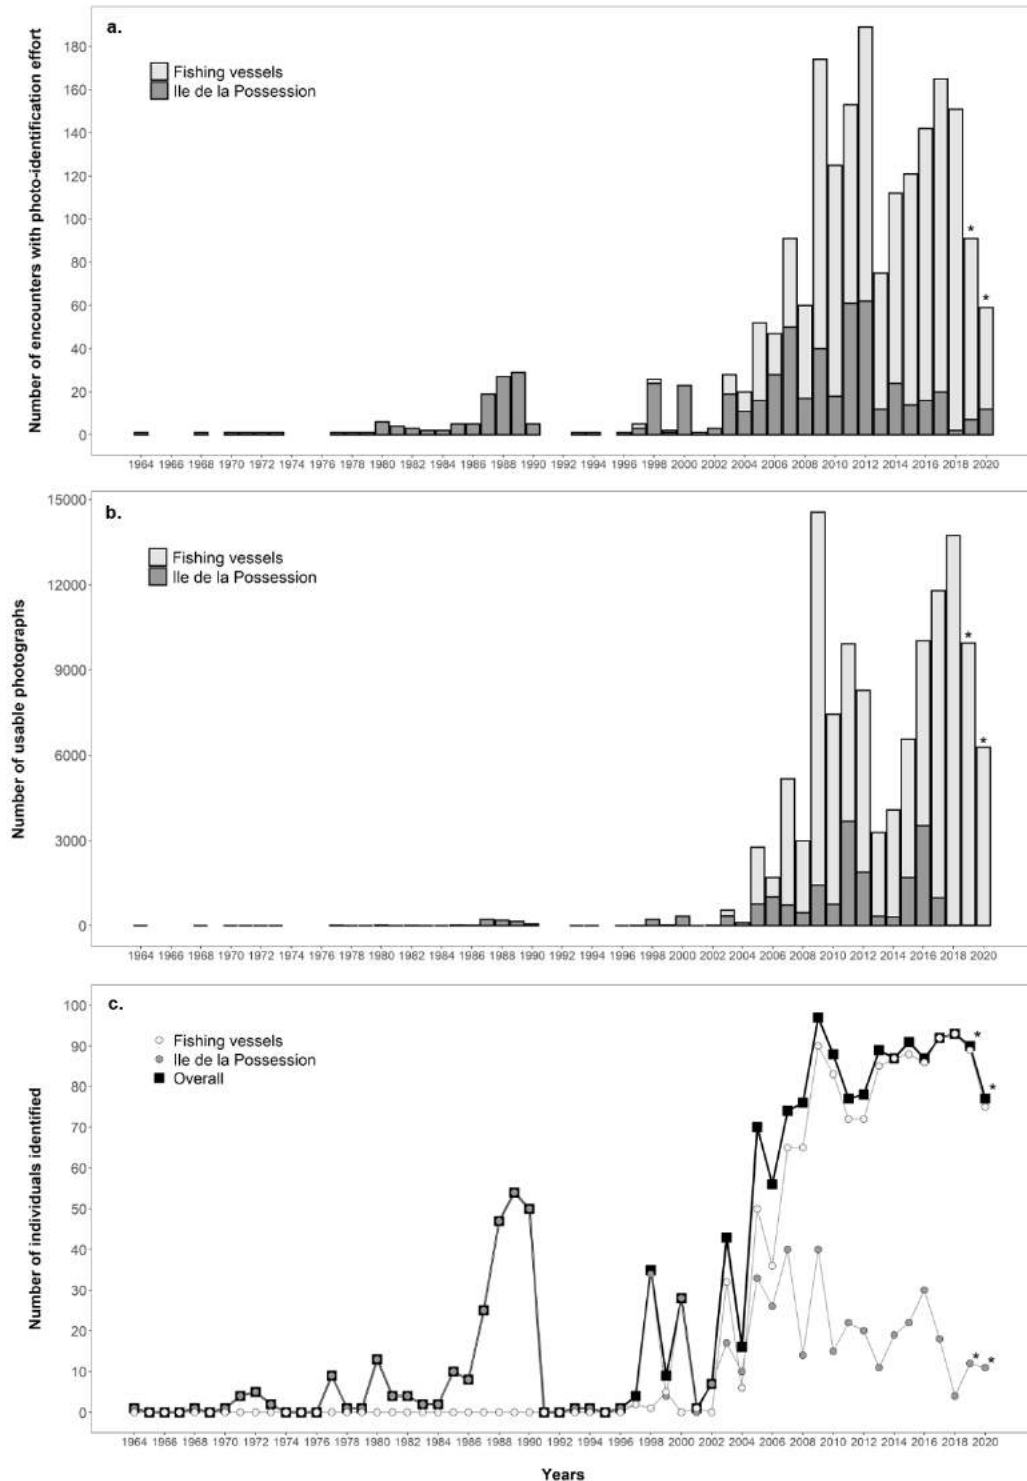 a.
Number of encounters with photo-identification effort
Fishing vessels
Ile de la Possession
180
160
140
120
100
80
60
40
20
0
*
*
1964 1966 1968 1970 1972 1974 1976 1978 1980 1982 1984 1986 1988 1990 1992 1994 1996 1998 2000 2002 2004 2006 2008 2010 2012 2014 2016 2018 2020
b.
Number of usable photographs
Fishing vessels
Ile de la Possession
15000
12000
9000
6000
3000
0
*
*
1964 1966 1968 1970 1972 1974 1976 1978 1980 1982 1984 1986 1988 1990 1992 1994 1996 1998 2000 2002 2004 2006 2008 2010 2012 2014 2016 2018 2020
c.
Number of individuals identified
Fishing vessels
Ile de la Possession
Overall
100
90
80
70
60
50
40
30
20
10
0
*
*
* *
1964 1966 1968 1970 1972 1974 1976 1978 1980 1982 1984 1986 1988 1990 1992 1994 1996 1998 2000 2002 2004 2006 2008 2010 2012 2014 2016 2018 2020
Years